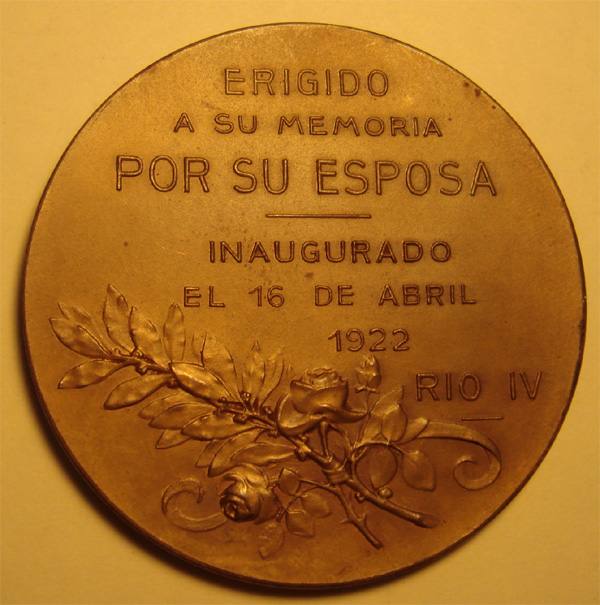 ERIGIDO
A SU MEMORIA
POR SU ESPOSA
INAUGURADO
EL 16 DE ABRIL
1922
RIO IV